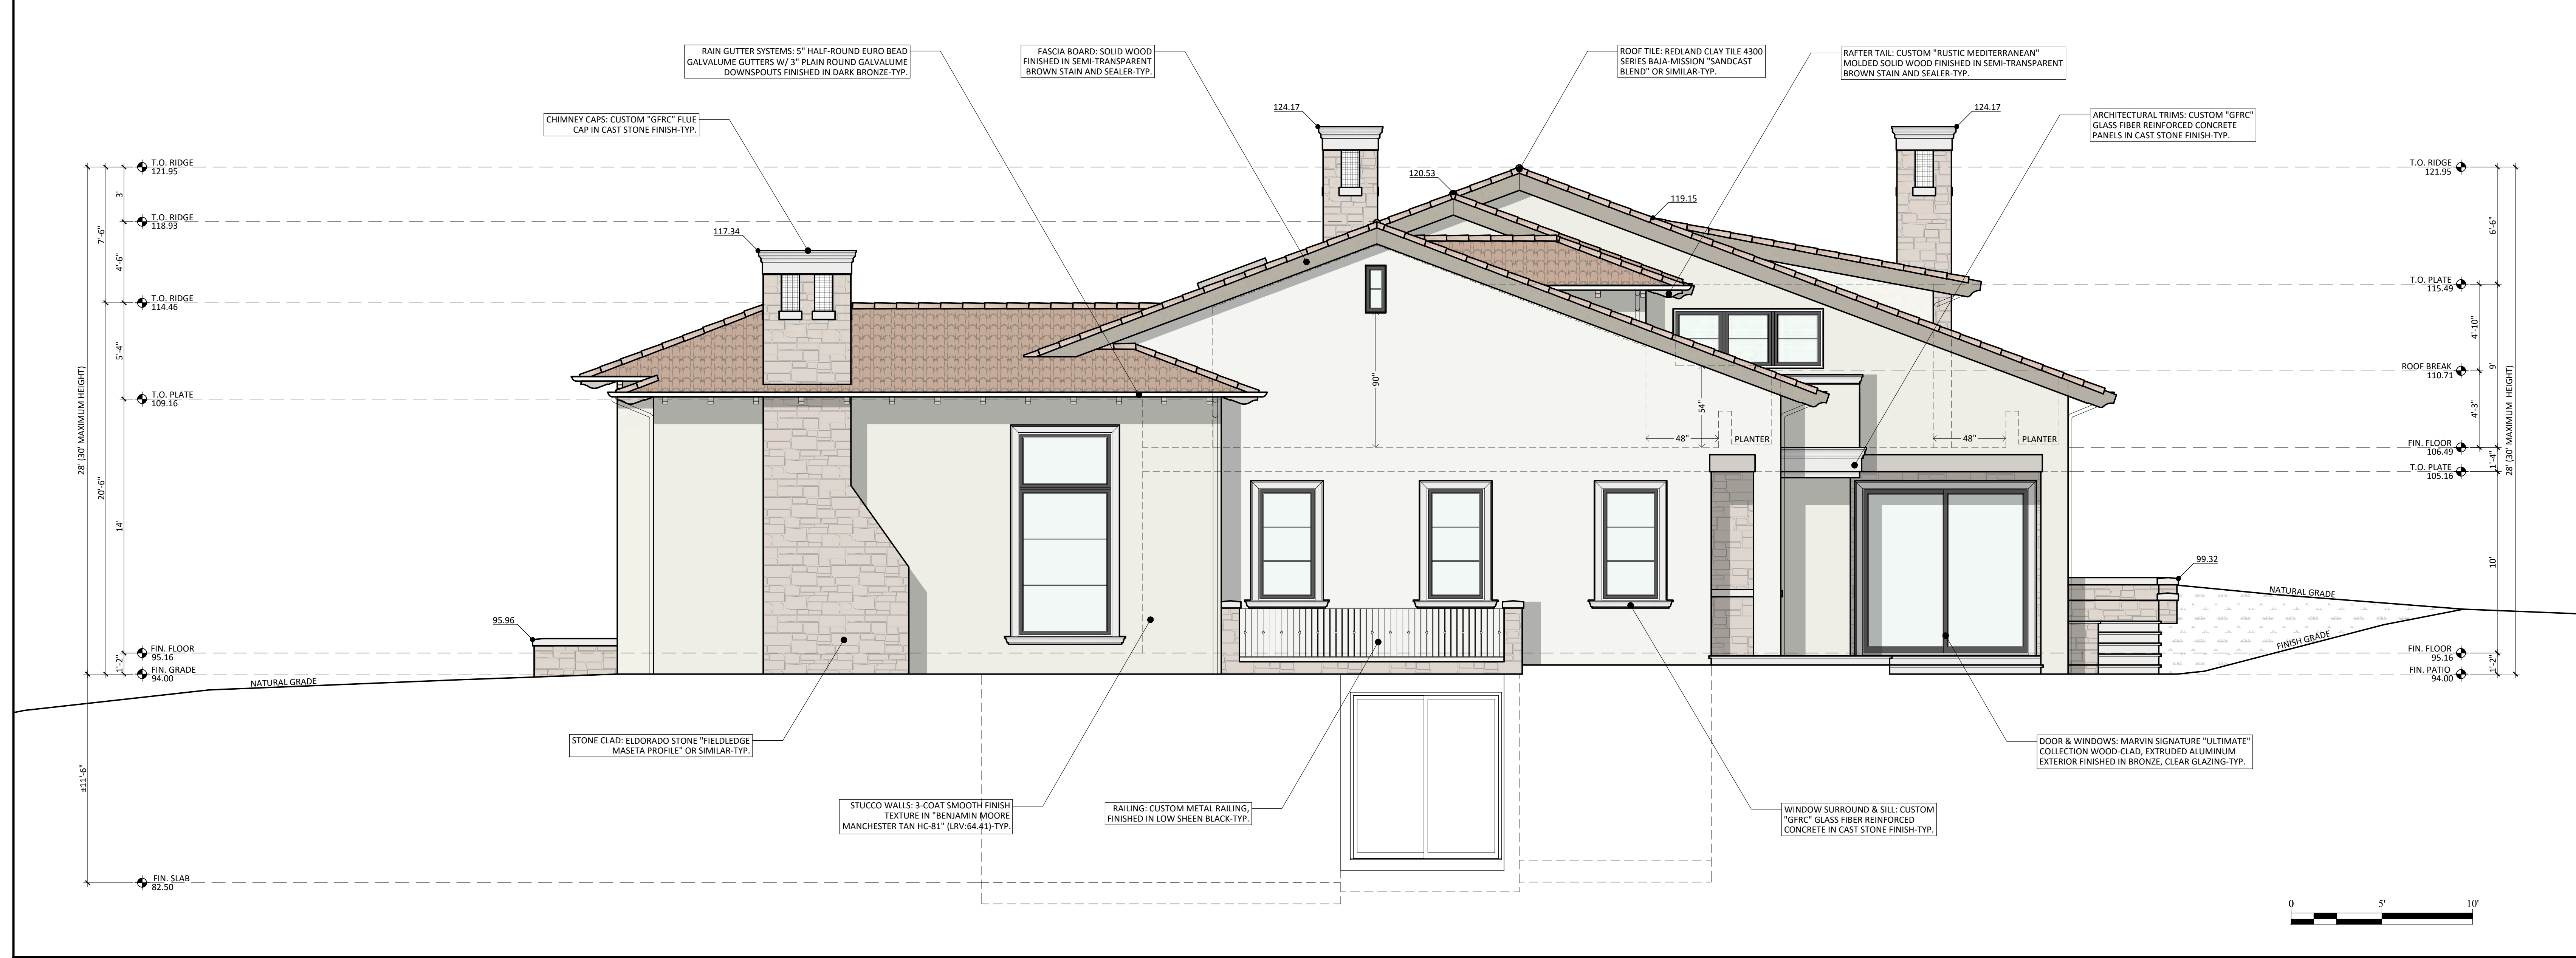 RAIN GUTTER SYSTEMS: 5" HALF-ROUND EURO BEAD
GALVALUME GUTTERS W/ 3" PLAIN ROUND GALVALUME
DOWNSPOUTS FINISHED IN DARK BRONZE-TYP.
FASCIA BOARD: SOLID WOOD
FINISHED IN SEMI-TRANSPARENT
BROWN STAIN AND SEALER-TYP.
ROOF TILE: REDLAND CLAY TILE 4300
SERIES BAJA-MISSION "SANDCAST
BLEND" OR SIMILAR-TYP.
RAFTER TAIL: CUSTOM "RUSTIC MEDITERRANEAN"
MOLDED SOLID WOOD FINISHED IN SEMI-TRANSPARENT
BROWN STAIN AND SEALER-TYP.
CHIMNEY CAPS: CUSTOM "GFRC" FLUE
CAP IN CAST STONE FINISH-TYP.
ARCHITECTURAL TRIMS: CUSTOM "GFRC"
GLASS FIBER REINFORCED CONCRETE
PANELS IN CAST STONE FINISH-TYP.
124.17
124.17
120.53
119.15
117.34
T.O. RIDGE
121.95
T.O. RIDGE
118.93
T.O. RIDGE
114.46
T.O. PLATE
109.16
FIN. FLOOR
95.16
FIN. GRADE
94.00
FIN. SLAB
82.50
3'
7'-6"
4'-6"
5'-4"
28' (30' MAXIMUM HEIGHT)
20'-6"
14'
1'-2"
±11'-6"
95.96
NATURAL GRADE
90"
54"
48"
PLANTER
48"
PLANTER
T.O. RIDGE
121.95
T.O. PLATE
115.49
ROOF BREAK
110.71
FIN. FLOOR
106.49
T.O. PLATE
105.16
FIN. FLOOR
95.16
FIN. PATIO
94.00
6'-6"
4'-10"
9'
4'-3"
1'-4"
28' (30' MAXIMUM HEIGHT)
10'
1'-2"
99.32
NATURAL GRADE
FINISH GRADE
STONE CLAD: ELDORADO STONE "FIELDLEDGE
MASETA PROFILE" OR SIMILAR-TYP.
STUCCO WALLS: 3-COAT SMOOTH FINISH
TEXTURE IN "BENJAMIN MOORE
MANCHESTER TAN HC-81" (LRV:64.41)-TYP.
RAILING: CUSTOM METAL RAILING,
FINISHED IN LOW SHEEN BLACK-TYP.
WINDOW SURROUND & SILL: CUSTOM
"GFRC" GLASS FIBER REINFORCED
CONCRETE IN CAST STONE FINISH-TYP.
DOOR & WINDOWS: MARVIN SIGNATURE "ULTIMATE"
COLLECTION WOOD-CLAD, EXTRUDED ALUMINUM
EXTERIOR FINISHED IN BRONZE, CLEAR GLAZING-TYP.
0 5' 10'